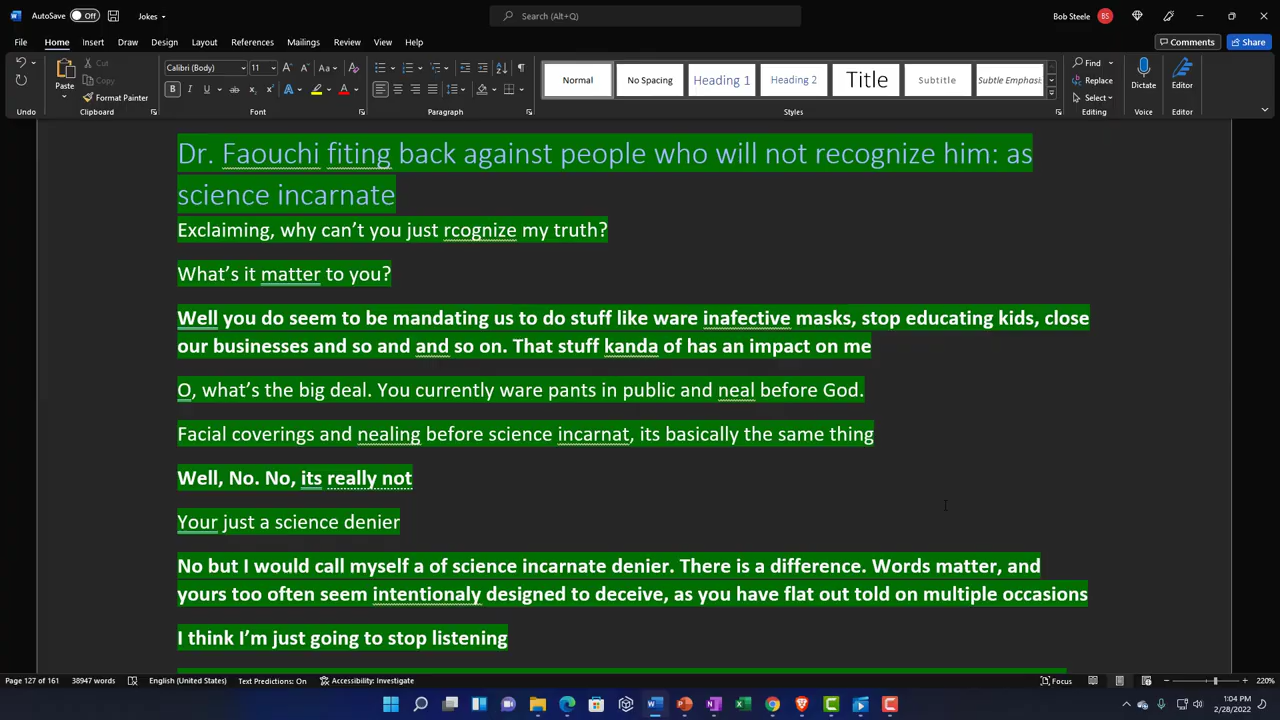 AutoSave Off Jokes Search (Alt+Q) Bob Steele BS
File Home Insert Draw Design Layout References Mailings Review View Help Comments Share
Calibri (Body) 11 Cut Copy Format Painter Paste Normal No Spacing Heading 1 Heading 2 Title Subtitle Subtle Emphasis Find Replace Select Dictate Editor
Undo Clipboard Font Paragraph Styles Editing Voice Editor
Dr. Faouchi fiting back against people who will not recognize him: as
science incarnate
Exclaiming, why can't you just rcognize my truth?
What's it matter to you?
Well you do seem to be mandating us to do stuff like ware inafective masks, stop educating kids, close
our businesses and so and and so on. That stuff kanda of has an impact on me
O, what's the big deal. You currently ware pants in public and neal before God.
Facial coverings and nealing before science incarnat, its basically the same thing
Well, No. No, its really not
Your just a science denier
No but I would call myself a of science incarnate denier. There is a difference. Words matter, and
yours too often seem intentionaly designed to deceive, as you have flat out told on multiple occasions
I think I'm just going to stop listening
Page 127 of 161 38947 words English (United States) Text Predictions: On Accessibility: Investigate Focus 220%
1:04 PM
2/28/2022